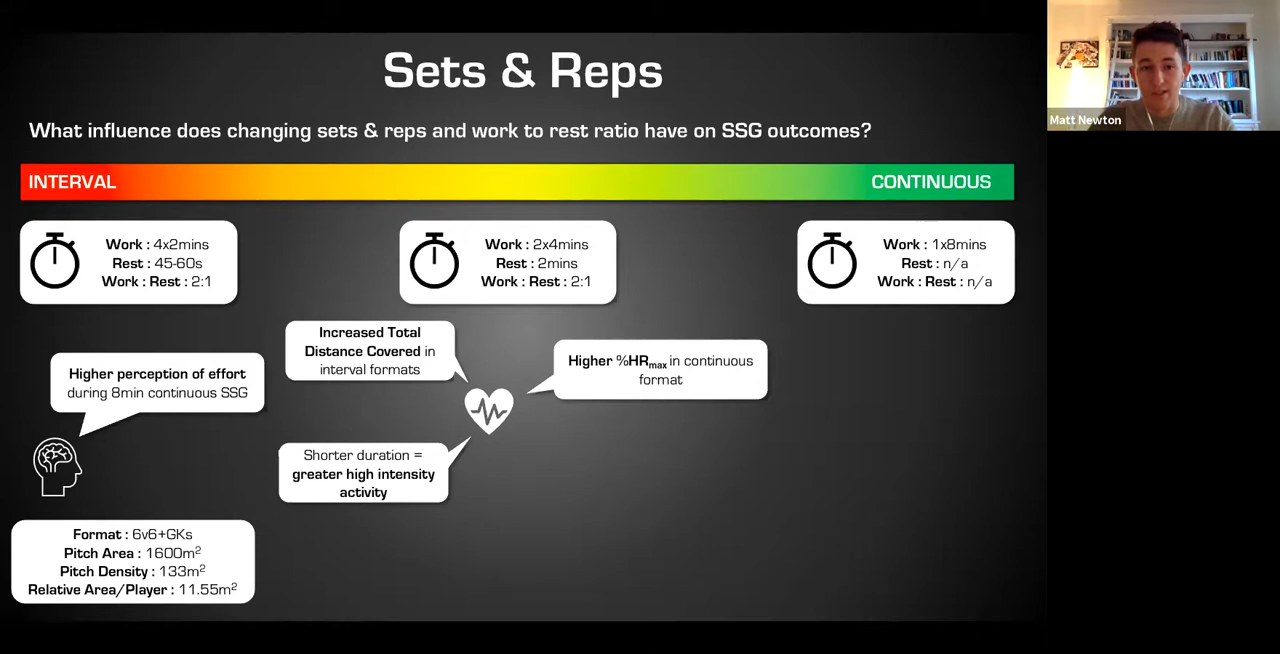 Sets & Reps
What influence does changing sets & reps and work to rest ratio have on SSG outcomes?
INTERVAL
CONTINUOUS
Work : 4x2mins
Rest : 45-60s
Work : Rest : 2:1
Work : 2x4mins
Rest : 2mins
Work : Rest : 2:1
Work : 1x8mins
Rest : n/a
Work : Rest : n/a
Higher perception of effort
during 8min continuous SSG
Increased Total
Distance Covered in
interval formats
Higher %HRmax in continuous
format
Shorter duration =
greater high intensity
activity
Format : 6v6+GKs
Pitch Area : 1600m²
Pitch Density : 133m²
Relative Area/Player : 11.55m²
Matt Newton